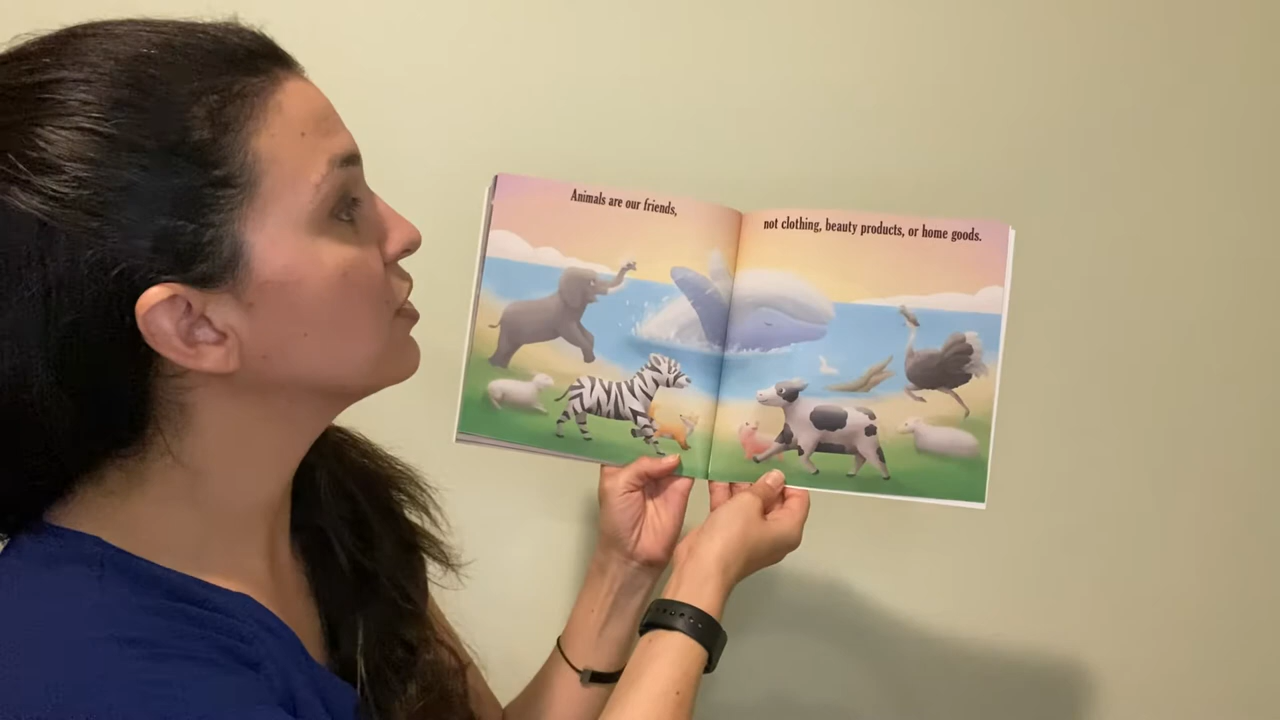 Animals are our friends,
not clothing, beauty products, or home goods.